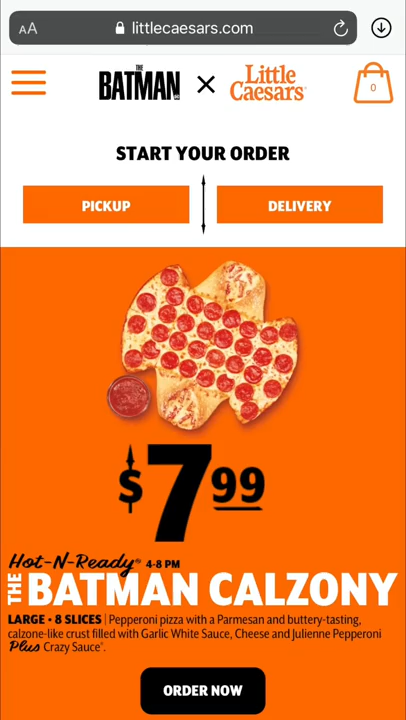 AA littlecaesars.com
THE
BATMAN × Little
Caesars
0
START YOUR ORDER
PICKUP
DELIVERY
$7.99
Hot-N-Ready® 4-8 PM
THE BATMAN CALZONY
LARGE • 8 SLICES | Pepperoni pizza with a Parmesan and buttery-tasting,
calzone-like crust filled with Garlic White Sauce, Cheese and Julienne Pepperoni
Plus Crazy Sauce®.
ORDER NOW